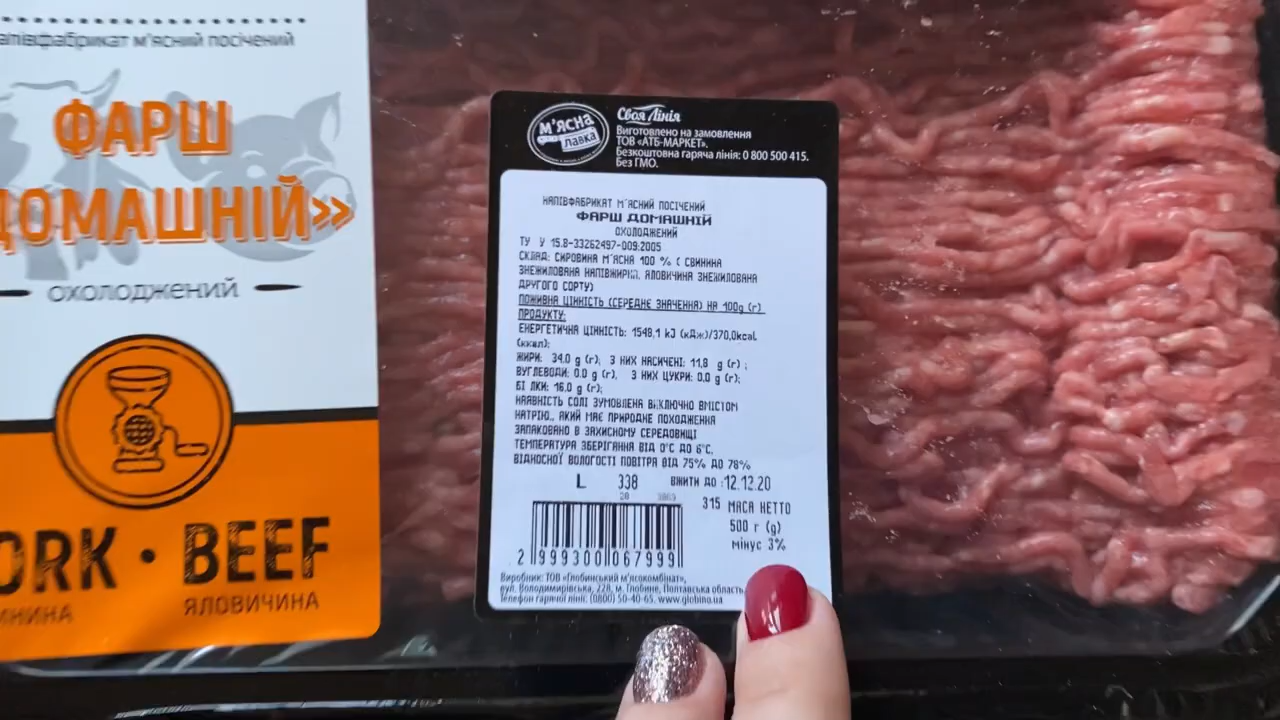 апівфабрикат м'ясний посічений
ФАРШ
ДОМАШНІЙ»
охолоджений
ORK · BEEF
ИНИНА ЯЛОВИЧИНА
М'ЯСНА
ЛАВКА
Своя Лінія
Виготовлено на замовлення
ТОВ «АТБ-МАРКЕТ».
Безкоштовна гаряча лінія: 0 800 500 415.
Без ГМО.
НАПІВФАБРИКАТ М'ЯСНИЙ ПОСІЧЕНИЙ
ФАРШ ДОМАШНІЙ
ОХОЛОДЖЕНИЙ
ТУ У 15.8-33262497-009:2005
СКЛАД: СИРОВИНА М'ЯСНА 100 % ( СВИНИНА
ЗНЕЖИЛОВАНА НАПІВЖИРНА, ЯЛОВИЧИНА ЗНЕЖИЛОВАНА
ДРУГОГО СОРТУ)
ПОЖИВНА ЦІННІСТЬ (СЕРЕДНЄ ЗНАЧЕННЯ) НА 100g (г)
ПРОДУКТУ:
ЕНЕРГЕТИЧНА ЦІННІСТЬ: 1548,1 kJ (кДж)/370,0kcal
(ккал);
ЖИРИ: 34,0 g (г); З НИХ НАСИЧЕНІ: 11,8 g (г) ;
ВУГЛЕВОДИ: 0,0 g (г), З НИХ ЦУКРИ: 0,0 g (г);
БІ ЛКИ: 16,0 g (г);
НАЯВНІСТЬ СОЛІ ЗУМОВЛЕНА ВИКЛЮЧНО ВМІСТОМ
НАТРІЮ, ЯКИЙ МАЄ ПРИРОДНЕ ПОХОДЖЕННЯ
ЗАПАКОВАНО В ЗАХИСНОМУ СЕРЕДОВИЩІ
ТЕМПЕРАТУРА ЗБЕРІГАННЯ ВІД 0°С ДО 6°С,
ВІДНОСНОЇ ВОЛОГОСТІ ПОВІТРЯ ВІД 75% ДО 78%
L 338 ВЖИТИ ДО :12.12.20
20 3869
315 МАСА НЕТТО
500 г (g)
мінус 3%
2 999300 067999
Виробник: ТОВ «Глобинський м'ясокомбінат»,
вул. Володимирівська, 228, м. Глобине, Полтавська область
Телефон гарячої лінії: (0800) 50-40-65, www.globino.ua